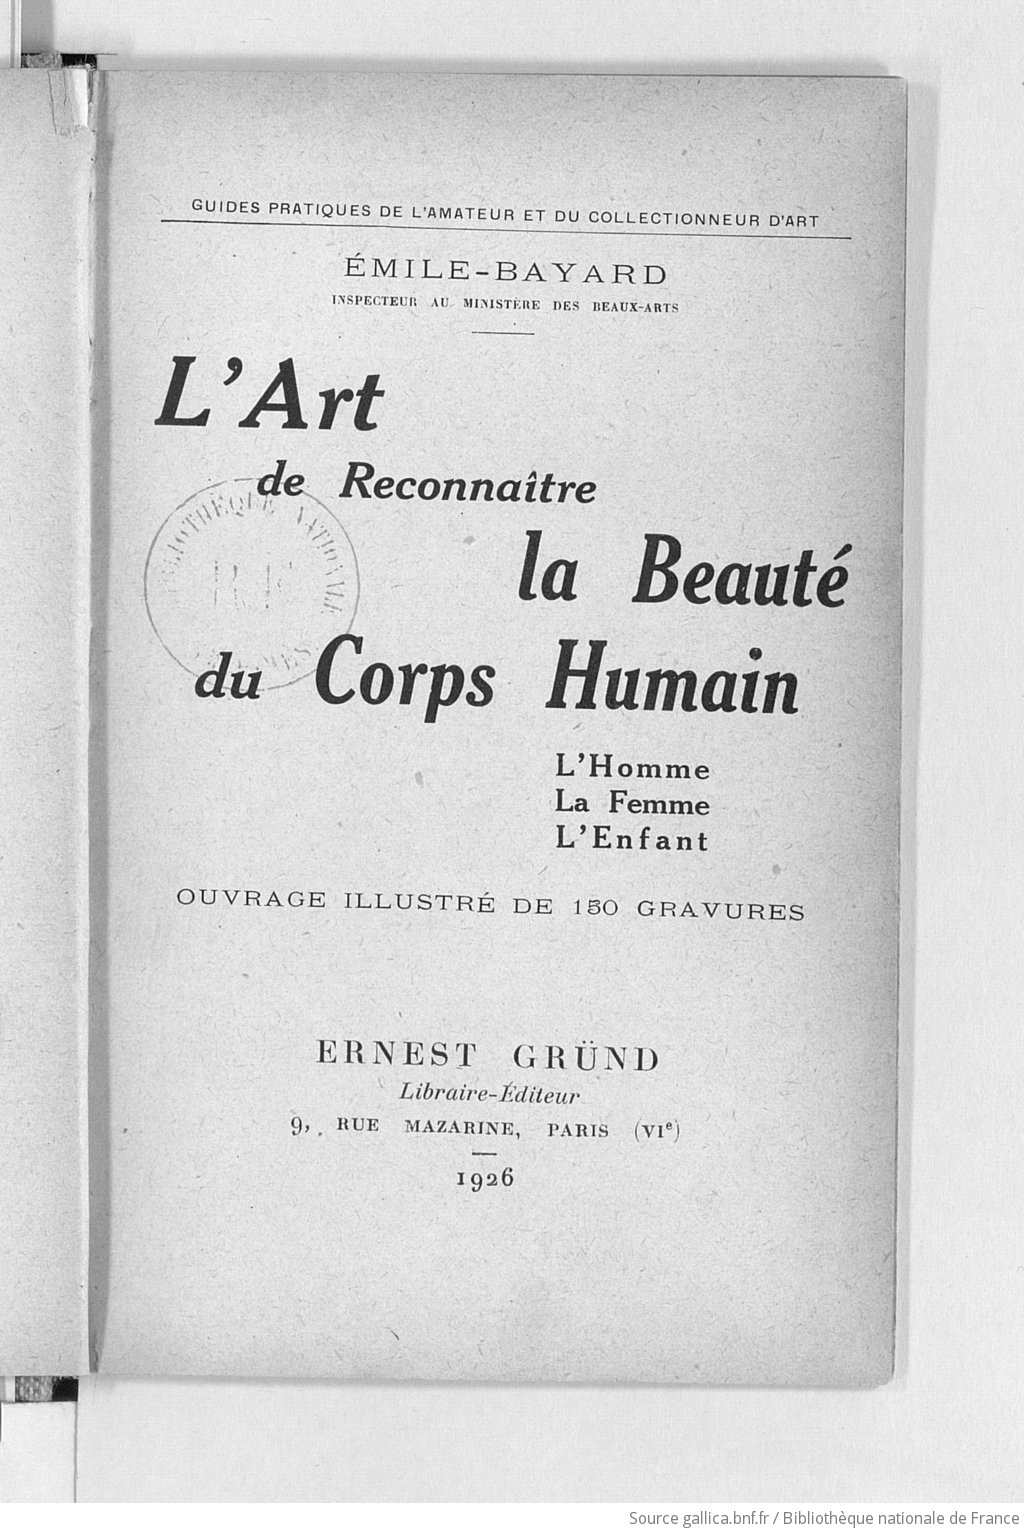 GUIDES PRATIQUES DE L'AMATEUR ET DU COLLECTIONNEUR D'ART
ÉMILE-BAYARD
INSPECTEUR AU MINISTÈRE DES BEAUX-ARTS
L'Art
de Reconnaître
la Beauté
du Corps Humain
L'Homme
La Femme
L'Enfant
OUVRAGE ILLUSTRÉ DE 150 GRAVURES
ERNEST GRÜND
Libraire-Éditeur
9, RUE MAZARINE, PARIS (VIe)
1926
Source gallica.bnf.fr / Bibliothèque nationale de France